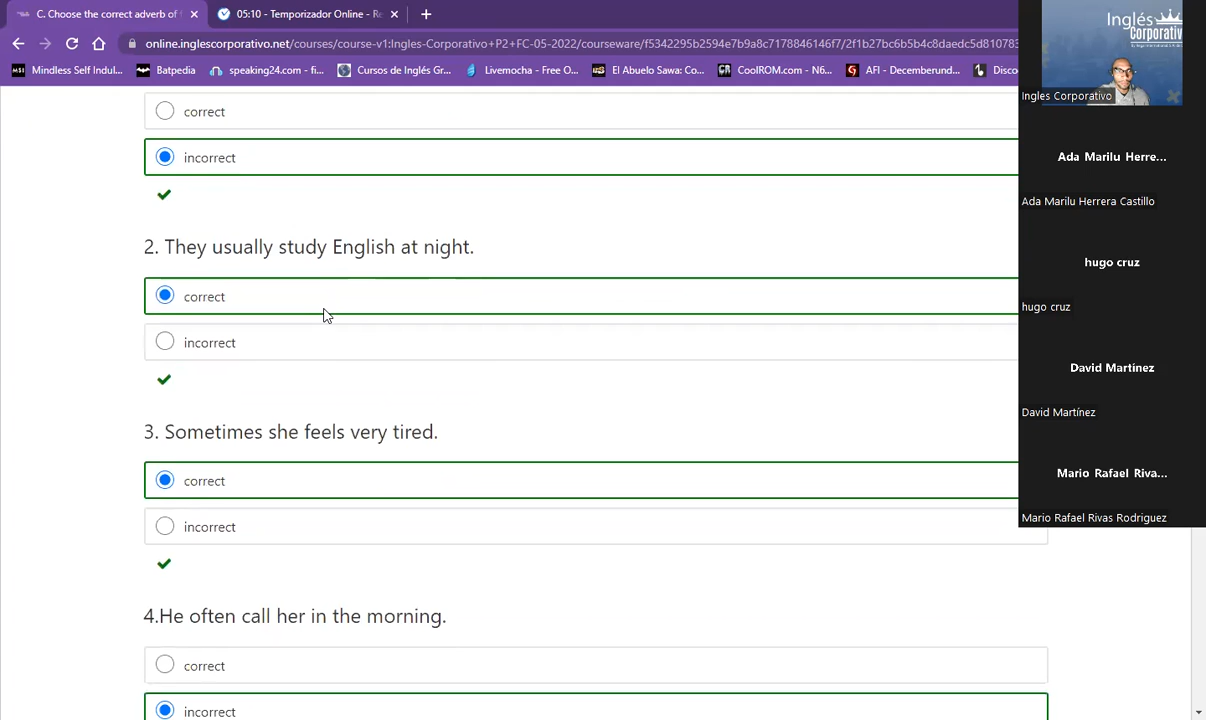 C. Choose the correct adverb of f
05:10 - Temporizador Online - Re
online.inglescorporativo.net/courses/course-v1:Ingles-Corporativo+P2+FC-05-2022/courseware/f5342295b2594e7b9a8c7178846146f7/2f1b27bc6b5b4c8daedc5d810783
Mindless Self Indul...
Batpedia
speaking24.com - fi...
Cursos de Inglés Gr...
Livemocha - Free O...
El Abuelo Sawa: Co...
CoolROM.com - N6...
AFI - Decemberund...
Disco
Inglés
Corporativo
Ingles Corporativo
Ada Marilu Herre...
Ada Marilu Herrera Castillo
hugo cruz
hugo cruz
David Martínez
David Martínez
Mario Rafael Riva...
Mario Rafael Rivas Rodriguez
correct
incorrect
2. They usually study English at night.
correct
incorrect
3. Sometimes she feels very tired.
correct
incorrect
4.He often call her in the morning.
correct
incorrect